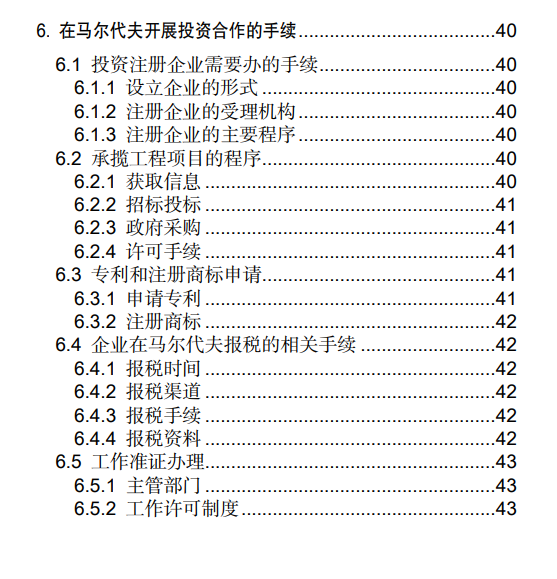 6. 在马尔代夫开展投资合作的手续........................................40
6.1 投资注册企业需要办的手续....................................40
6.1.1 设立企业的形式................................................40
6.1.2 注册企业的受理机构........................................40
6.1.3 注册企业的主要程序........................................40
6.2 承揽工程项目的程序................................................40
6.2.1 获取信息............................................................40
6.2.2 招标投标............................................................41
6.2.3 政府采购............................................................41
6.2.4 许可手续............................................................41
6.3 专利和注册商标申请................................................41
6.3.1 申请专利............................................................41
6.3.2 注册商标............................................................42
6.4 企业在马尔代夫报税的相关手续............................42
6.4.1 报税时间............................................................42
6.4.2 报税渠道............................................................42
6.4.3 报税手续............................................................42
6.4.4 报税资料............................................................42
6.5 工作准证办理............................................................43
6.5.1 主管部门............................................................43
6.5.2 工作许可制度....................................................43